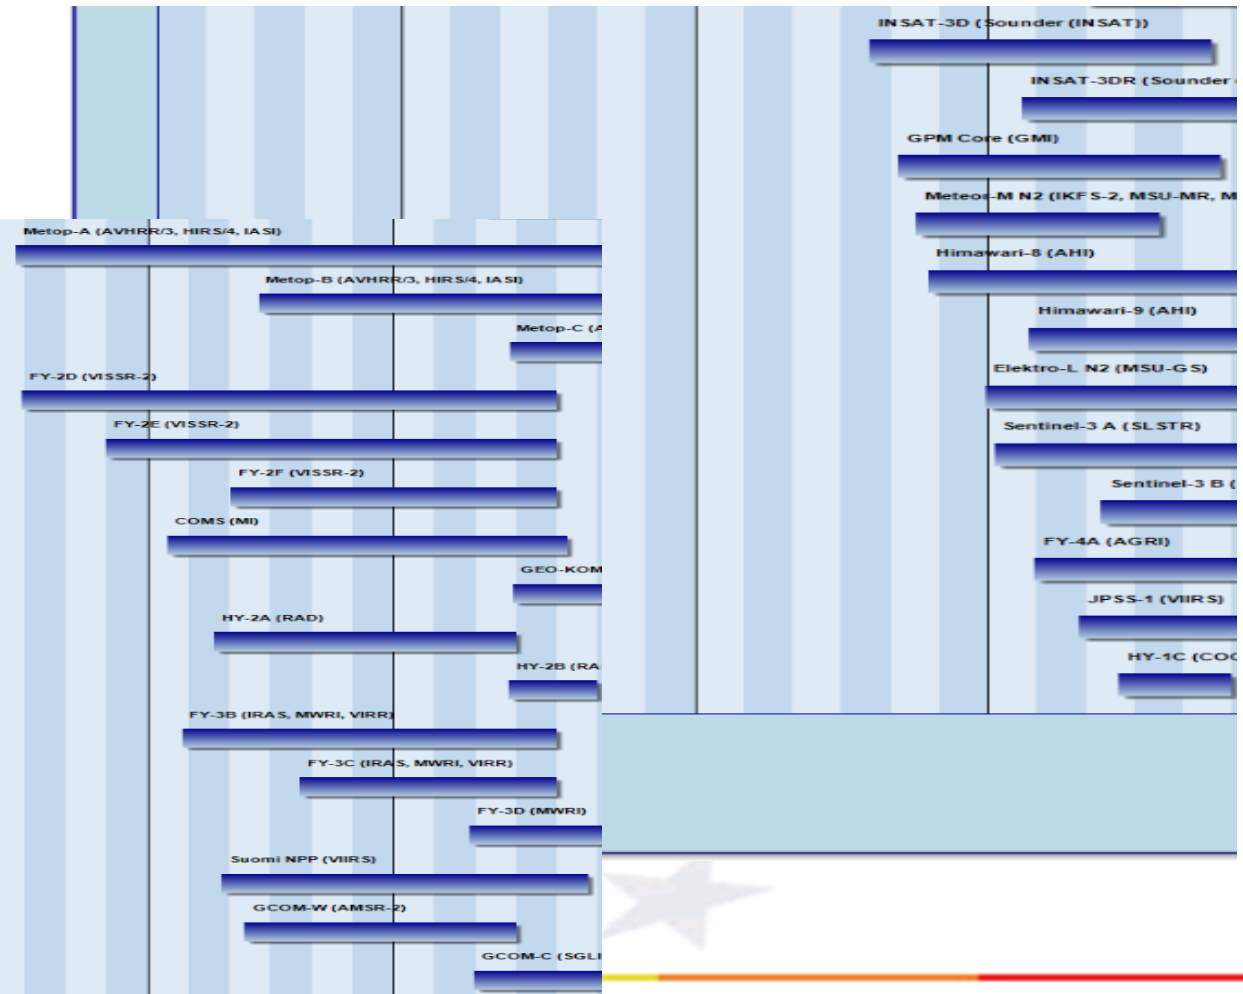 Metop-A (AVHRR/3, HIRS/4, IASI)
Metop-B (AVHRR/3, HIRS/4, IASI)
Metop-C (A
FY-2D (VISSR-2)
FY-2E (VISSR-2)
FY-2F (VISSR-2)
COMS (MI)
GEO-KOM
HY-2A (RAD)
HY-2B (RA
FY-3B (IRAS, MWRI, VIRR)
FY-3C (IRAS, MWRI, VIRR)
FY-3D (MWRI)
Suomi NPP (VIIRS)
GCOM-W (AMSR-2)
GCOM-C (SGLI
INSAT-3D (Sounder (INSAT))
INSAT-3DR (Sounder
GPM Core (GMI)
Meteor-M N2 (IKFS-2, MSU-MR, M
Himawari-8 (AHI)
Himawari-9 (AHI)
Elektro-L N2 (MSU-GS)
Sentinel-3 A (SLSTR)
Sentinel-3 B (
FY-4A (AGRI)
JPSS-1 (VIIRS)
HY-1C (COC